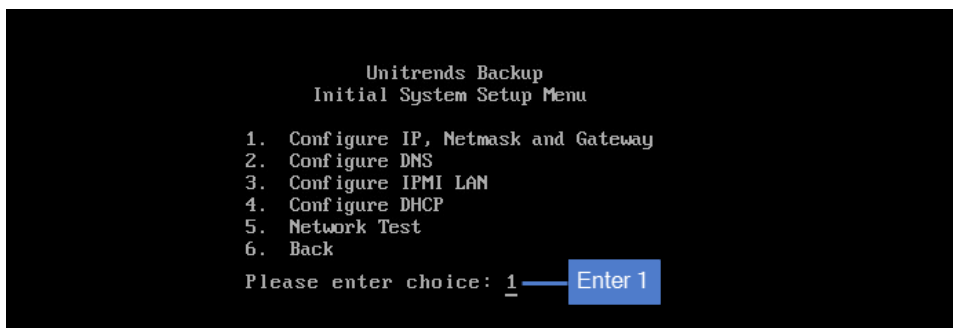 Unitrends Backup
Initial System Setup Menu
1. Configure IP, Netmask and Gateway
2. Configure DNS
3. Configure IPMI LAN
4. Configure DHCP
5. Network Test
6. Back
Please enter choice: 1 Enter 1